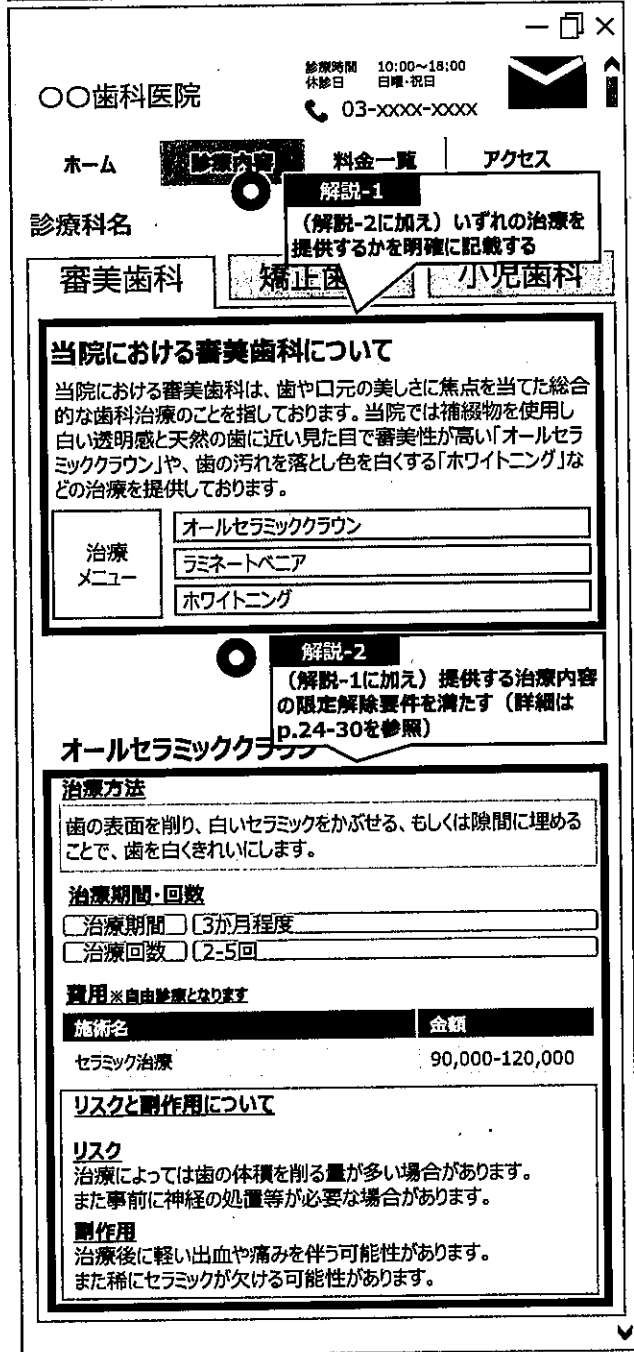 診療時間 10:00～18:00
休診日 日曜・祝日
〇〇歯科医院
03-xxxx-xxxx
ホーム 診療内容 料金一覧 アクセス
解説-1
（解説-2に加え）いずれの治療を
提供するかを明確に記載する
診療科名
審美歯科 矯正歯 小児歯科
当院における審美歯科について
当院における審美歯科は、歯や口元の美しさに焦点を当てた総合
的な歯科治療のことを指しております。当院では補綴物を使用し
白い透明感と天然の歯に近い見た目で審美性が高い「オールセラ
ミッククラウン」や、歯の汚れを落とし色を白くする「ホワイトニング」な
どの治療を提供しております。
治療
メニュー
オールセラミッククラウン
ラミネートベニア
ホワイトニング
解説-2
（解説-1に加え）提供する治療内容
の限定解除要件を満たす（詳細は
p.24-30を参照）
オールセラミッククラウン
治療方法
歯の表面を削り、白いセラミックをかぶせる、もしくは隙間に埋める
ことで、歯を白くきれいにします。
治療期間・回数
治療期間 3か月程度
治療回数 2-5回
費用※自由診療となります
施術名 金額
セラミック治療 90,000-120,000
リスクと副作用について
リスク
治療によっては歯の体積を削る量が多い場合があります。
また事前に神経の処置等が必要な場合があります。
副作用
治療後に軽い出血や痛みを伴う可能性があります。
また稀にセラミックが欠ける可能性があります。